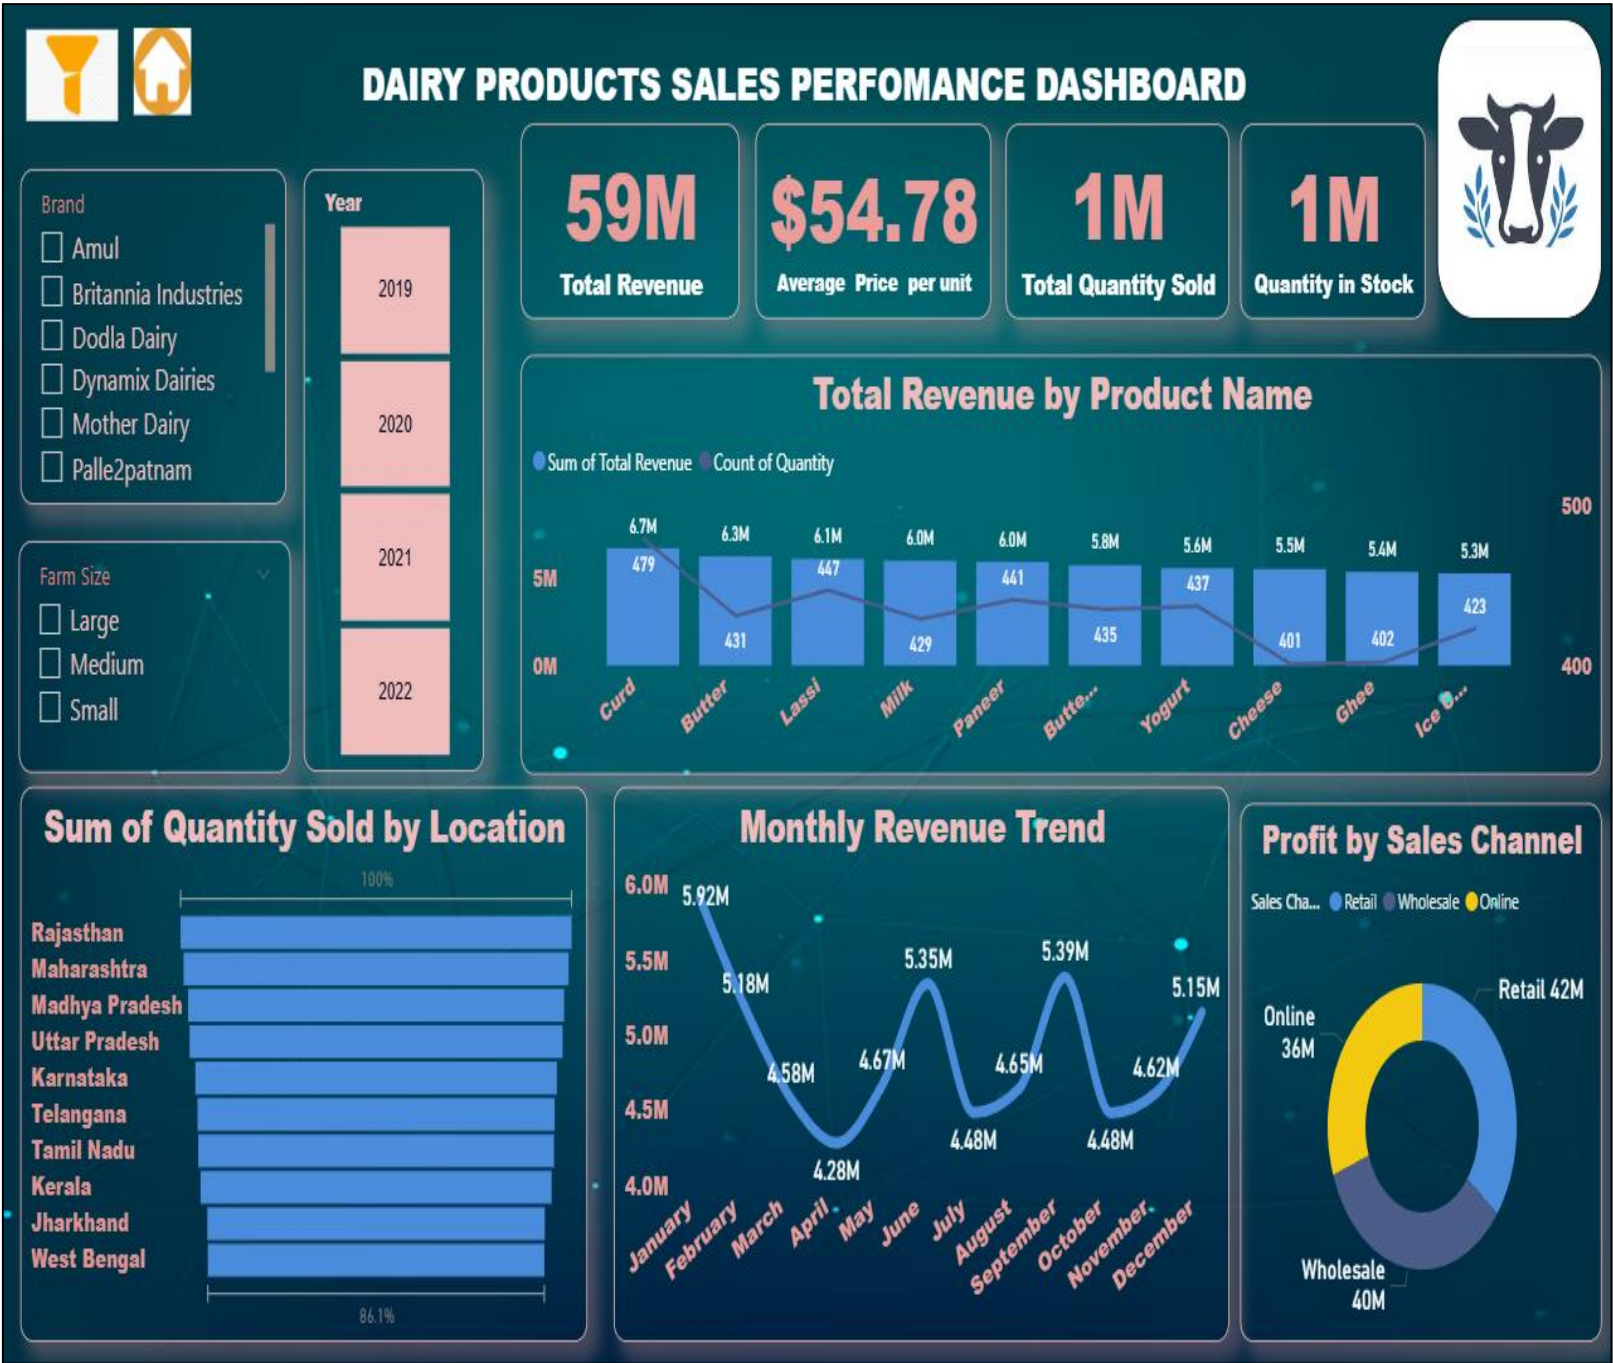 DAIRY PRODUCTS SALES PERFOMANCE DASHBOARD
Brand
Amul
Britannia Industries
Dodla Dairy
Dynamix Dairies
Mother Dairy
Palle2patnam
Farm Size
Large
Medium
Small
Year
2019
2020
2021
2022
59M
Total Revenue
$54.78
Average Price per unit
1M
Total Quantity Sold
1M
Quantity in Stock
Total Revenue by Product Name
Sum of Total Revenue Count of Quantity
500
6.7M 6.3M 6.1M 6.0M 6.0M 5.8M 5.6M 5.5M 5.4M 5.3M
5M
479 431 447 429 441 435 437 401 402 423
0M
400
Curd Butter Lassi Milk Paneer Butte... Yogurt Cheese Ghee Ice
Sum of Quantity Sold by Location
100%
Rajasthan
Maharashtra
Madhya Pradesh
Uttar Pradesh
Karnataka
Telangana
Tamil Nadu
Kerala
Jharkhand
West Bengal
86.1%
Monthly Revenue Trend
6.0M
5.5M
5.0M
4.5M
4.0M
5.92M 5.18M 4.58M 4.28M 4.67M 5.35M 4.48M 4.65M 5.39M 4.48M 4.62M 5.15M
January February March April May June July August September October November December
Profit by Sales Channel
Sales Cha... Retail Wholesale Online
Retail 42M
Online
36M
Wholesale
40M